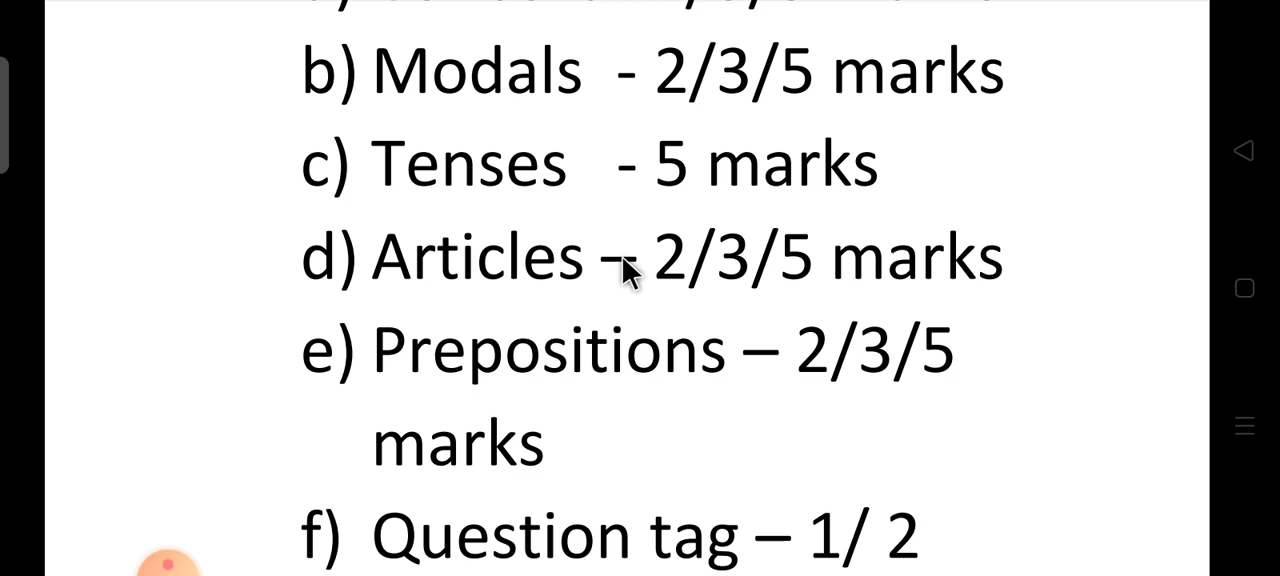 b) Modals - 2/3/5 marks
c) Tenses - 5 marks
d) Articles – 2/3/5 marks
e) Prepositions – 2/3/5
marks
f) Question tag – 1/ 2